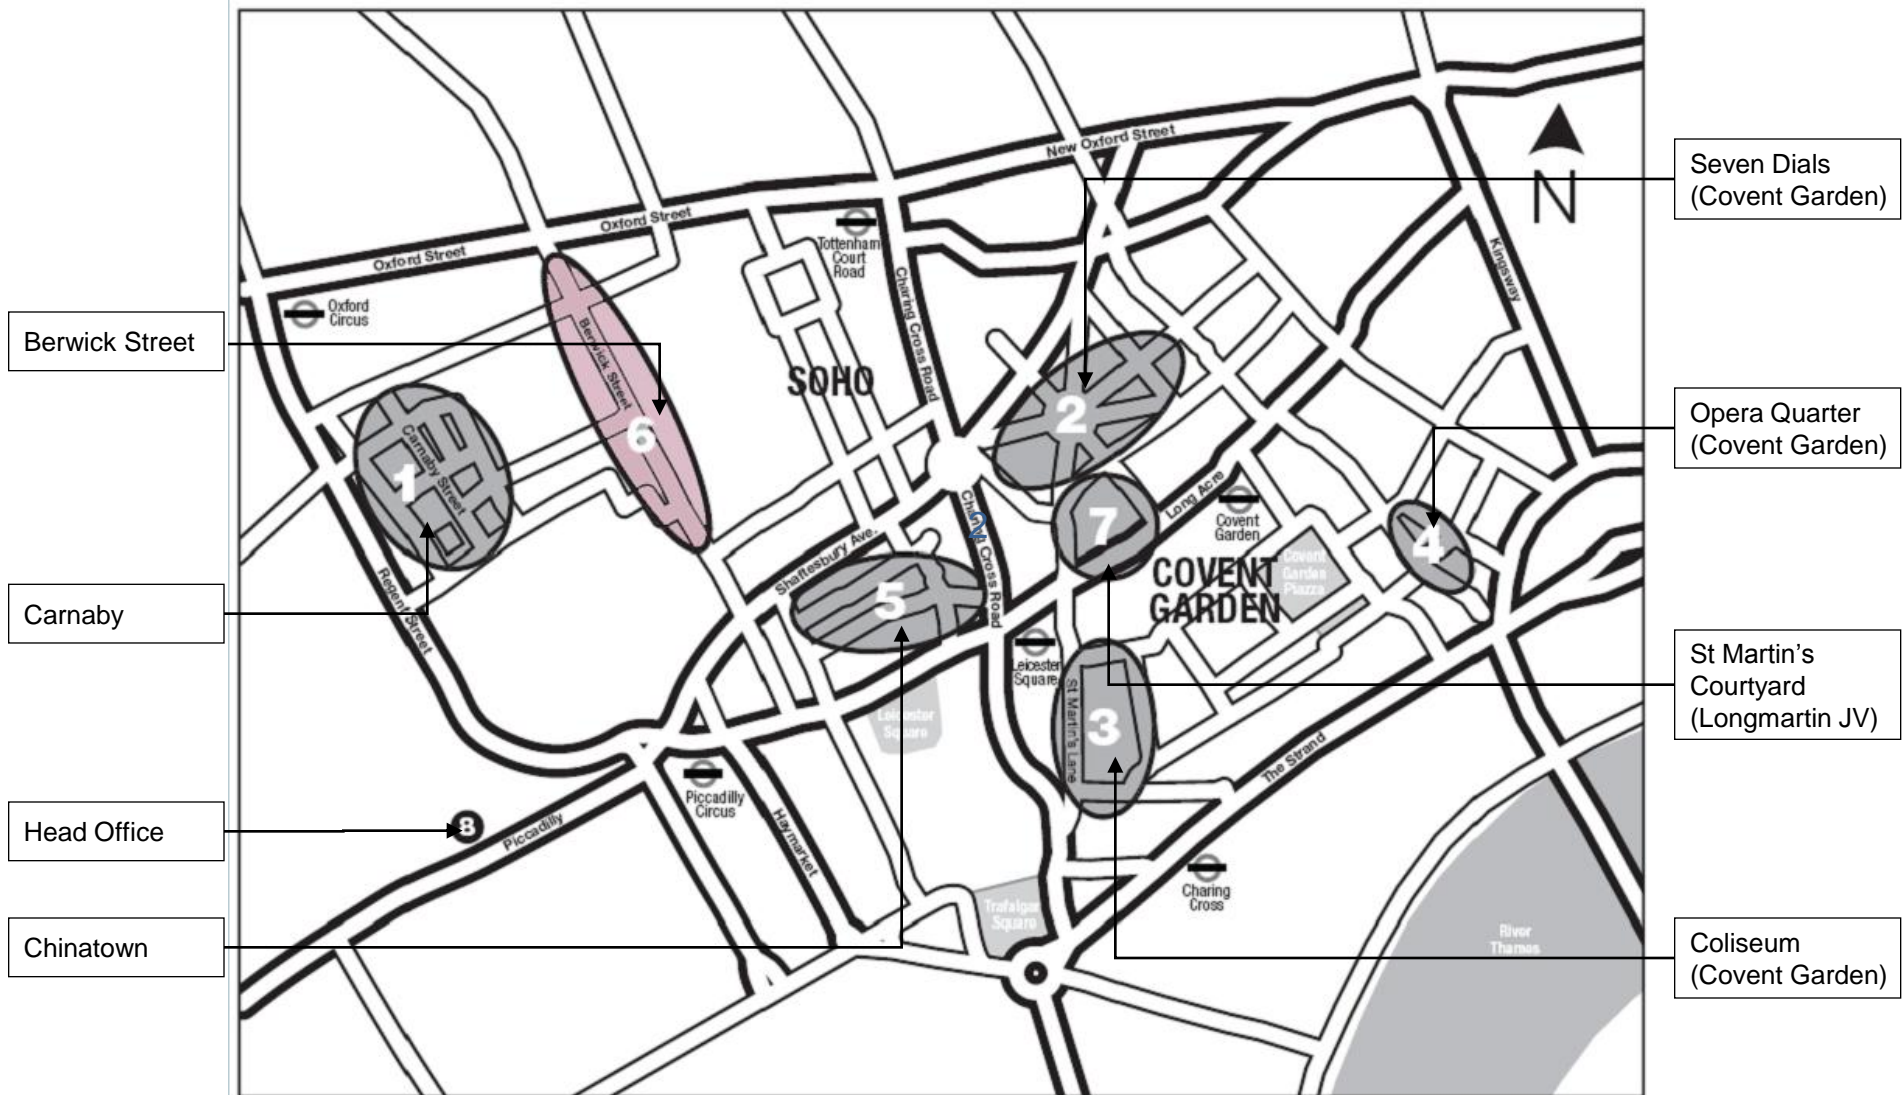 New Oxford Street
Oxford Street
Oxford Street
Tottenham
Court
Road
Oxford
Circus
Charing Cross Road
Kingsway
N
Seven Dials
(Covent Garden)
Berwick Street
Berwick Street
SOHO
6
2
Carnaby Street
1
Opera Quarter
(Covent Garden)
Long Acre
Covent
Garden
Charing Cross Road
2
7
4
Shaftesbury Ave.
5
COVENT
GARDEN
Covent
Garden
Piazza
Carnaby
Regent Street
Leicester
Square
St Martin's
Courtyard
(Longmartin JV)
Leicester
Square
St Martin's Lane
3
The Strand
Piccadilly
Circus
Haymarket
Head Office
8
Piccadilly
Charing
Cross
Trafalgar
Square
River
Thames
Chinatown
Coliseum
(Covent Garden)